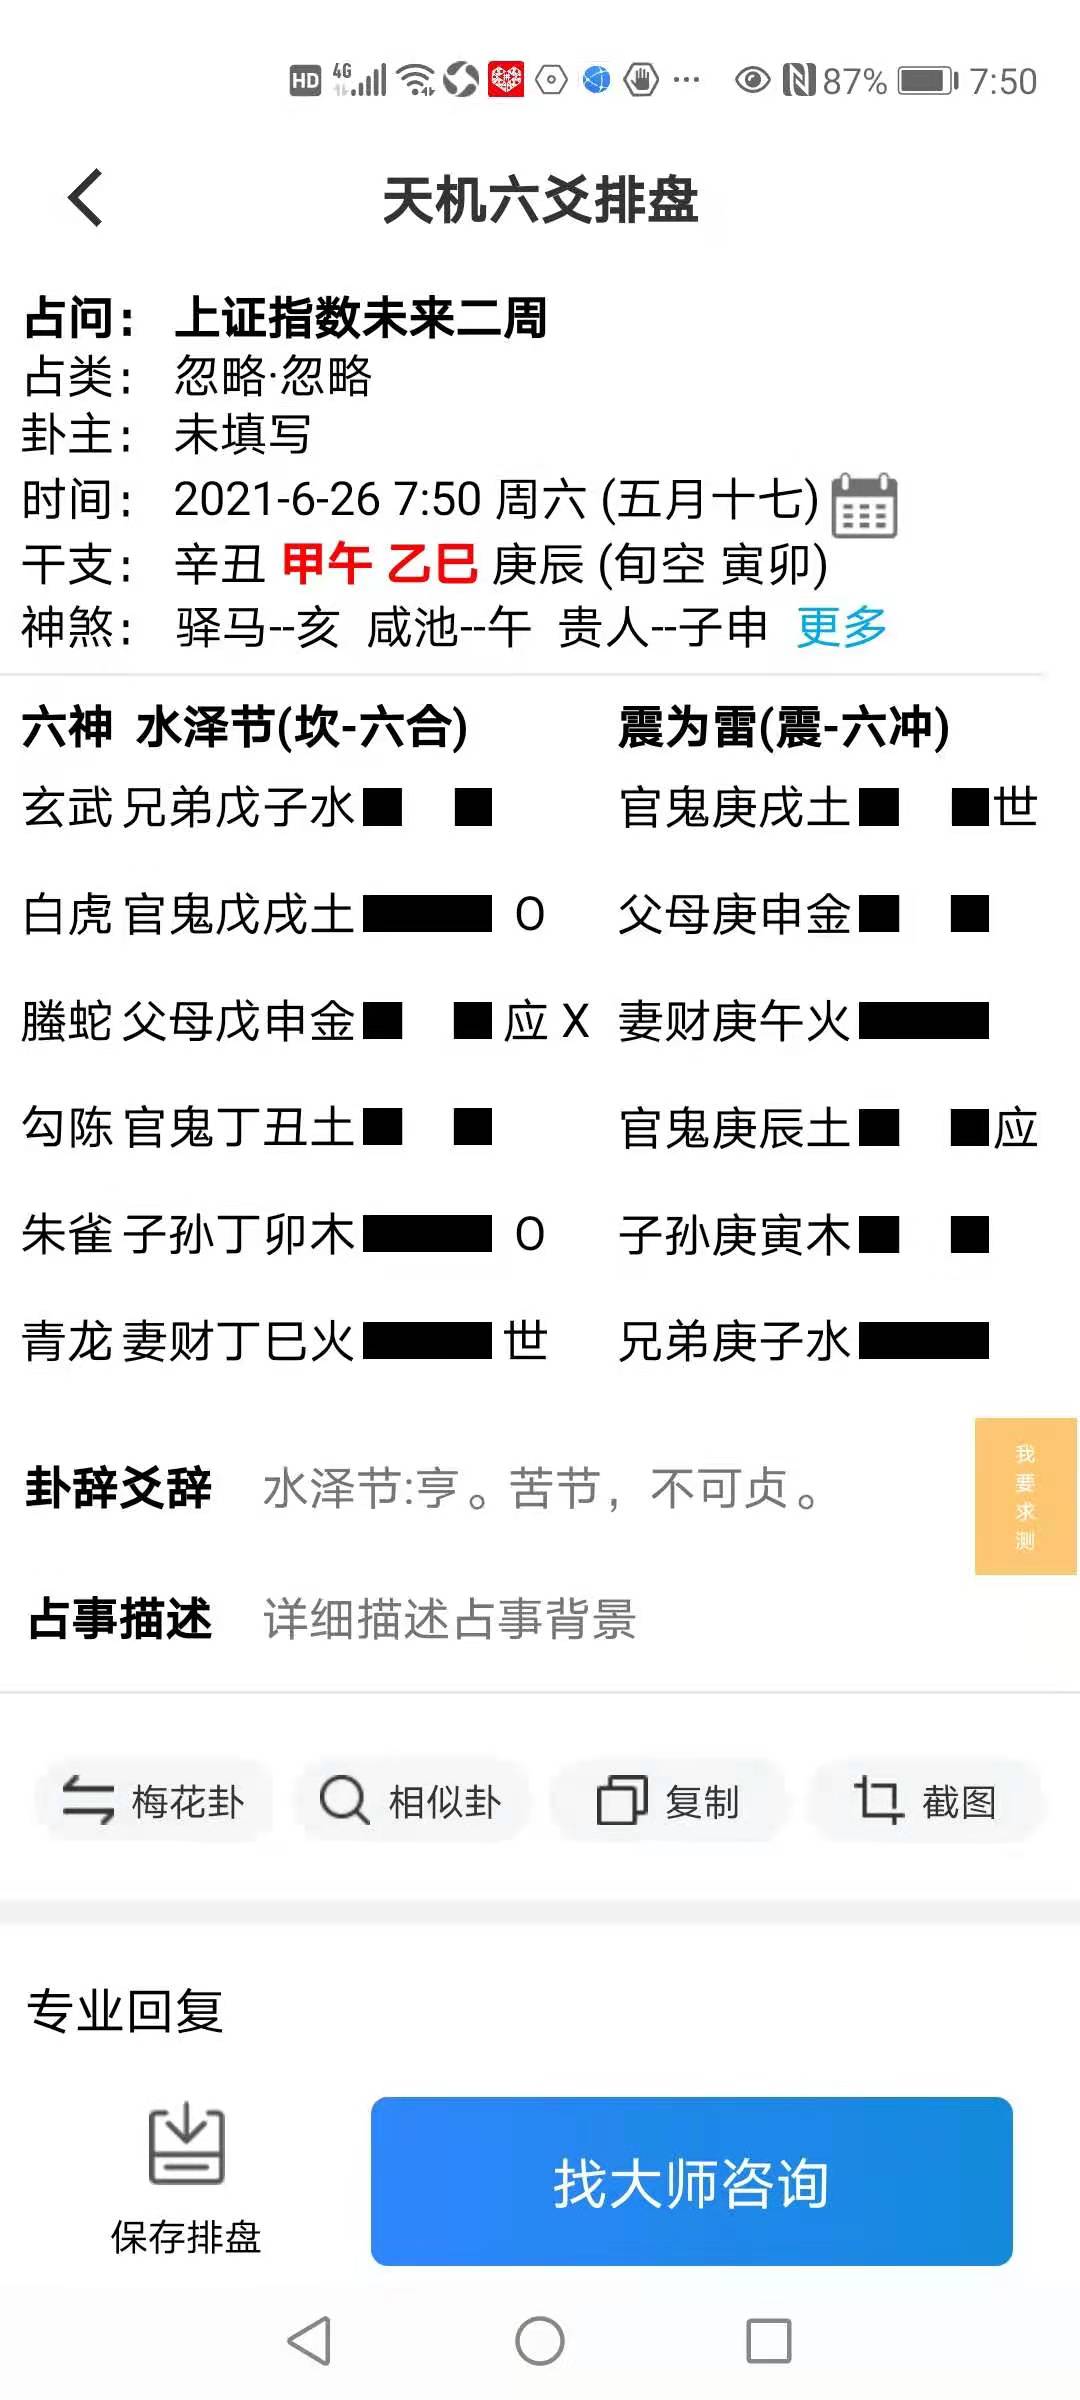 HD 4G 87% 7:50
天机六爻排盘
占问： 上证指数未来二周
占类： 忽略·忽略
卦主： 未填写
时间： 2021-6-26 7:50 周六 (五月十七)
干支： 辛丑 甲午 乙巳 庚辰 (旬空 寅卯)
神煞： 驿马--亥 咸池--午 贵人--子申 更多
六神 水泽节(坎-六合) 震为雷(震-六冲)
玄武 兄弟戊子水 官鬼庚戌土 世
白虎 官鬼戊戌土 O 父母庚申金
螣蛇 父母戊申金 应 X 妻财庚午火
勾陈 官鬼丁丑土 官鬼庚辰土 应
朱雀 子孙丁卯木 O 子孙庚寅木
青龙 妻财丁巳火 世 兄弟庚子水
我要求测
卦辞爻辞 水泽节:亨。苦节，不可贞。
占事描述 详细描述占事背景
梅花卦 相似卦 复制 截图
专业回复
保存排盘 找大师咨询